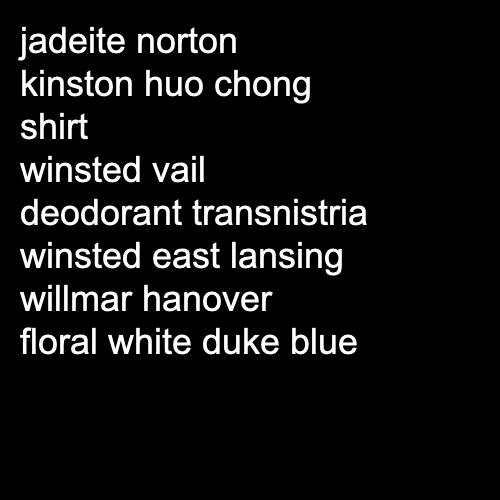 jadeite norton
kinston huo chong
shirt
winsted vail
deodorant transnistria
winsted east lansing
willmar hanover
floral white duke blue